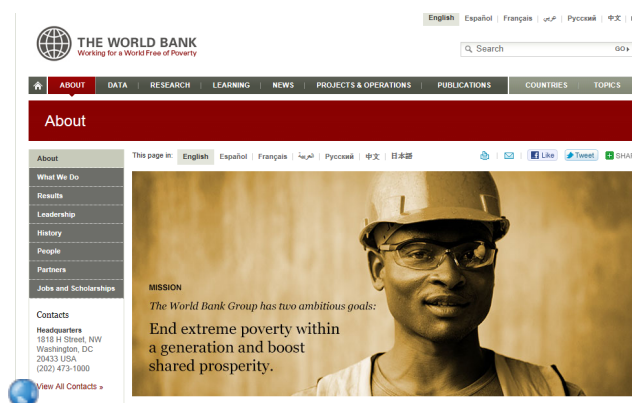 English Español | Français | عربي | Русский | 中文 |
THE WORLD BANK
Working for a World Free of Poverty
Search GO
ABOUT DATA | RESEARCH | LEARNING | NEWS | PROJECTS & OPERATIONS | PUBLICATIONS COUNTRIES | TOPICS
About
This page in: English Español | Français | العربية | Русский | 中文 | 日本語
Like Tweet SHAR
About
What We Do
Results
Leadership
History
People
Partners
Jobs and Scholarships
Contacts
Headquarters
1818 H Street, NW
Washington, DC
20433 USA
(202) 473-1000
View All Contacts »
MISSION
The World Bank Group has two ambitious goals:
End extreme poverty within
a generation and boost
shared prosperity.